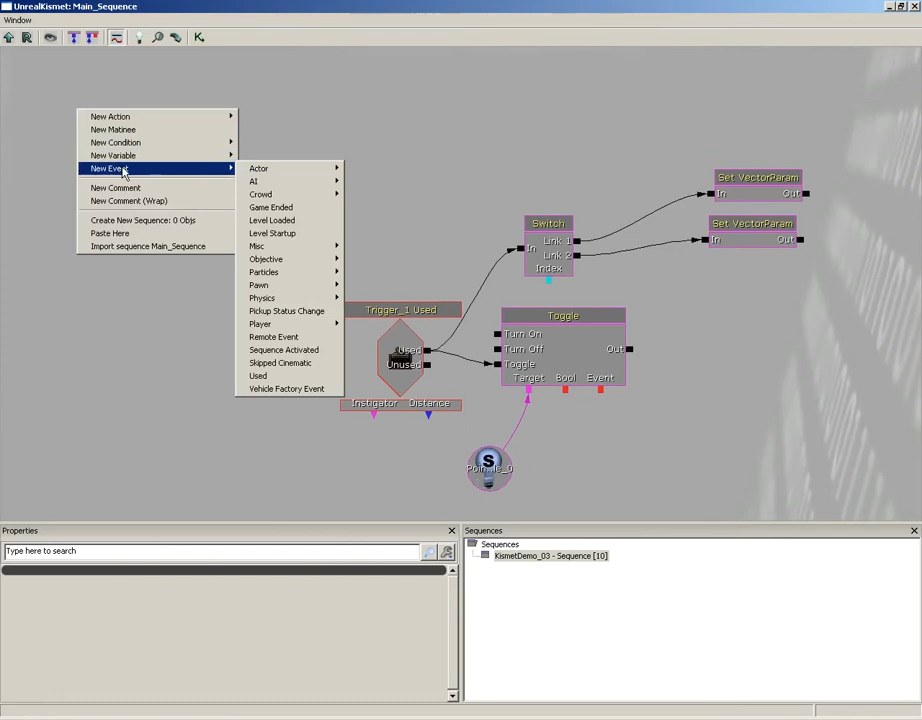 UnrealKismet: Main_Sequence
Window
New Action
New Matinee
New Condition
New Variable
New Event
New Comment
New Comment (Wrap)
Create New Sequence: 0 Objs
Paste Here
Import sequence Main_Sequence
Actor
AI
Crowd
Game Ended
Level Loaded
Level Startup
Misc
Objective
Particles
Pawn
Physics
Pickup Status Change
Player
Remote Event
Sequence Activated
Skipped Cinematic
Used
Vehicle Factory Event
Trigger_1 Used
Used
Unused
Instigator Distance
Switch
In
Link 1
Link 2
Index
Set VectorParam
In Out
Set VectorParam
In Out
Toggle
Turn On
Turn Off Out
Toggle
Target Bool Event
S
Properties
Type here to search
Sequences
Sequences
KismetDemo_03 - Sequence [10]